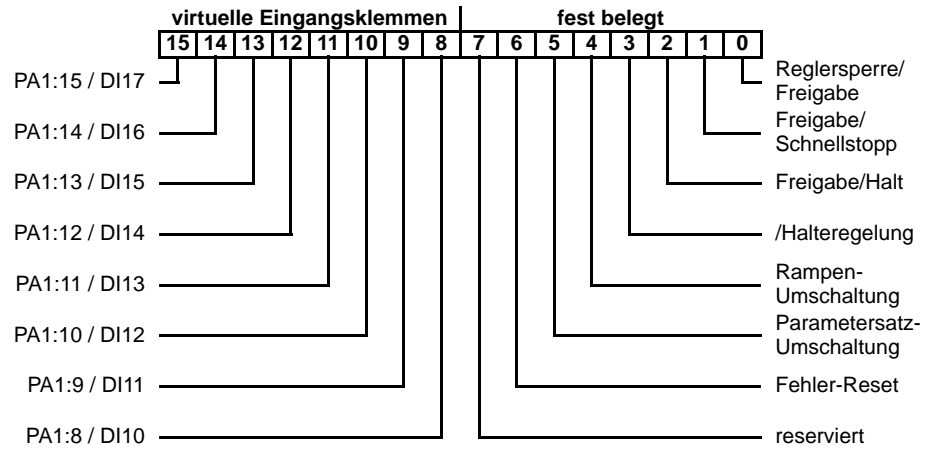 virtuelle Eingangsklemmen fest belegt
15 14 13 12 11 10 9 8 7 6 5 4 3 2 1 0
PA1:15 / DI17
PA1:14 / DI16
PA1:13 / DI15
PA1:12 / DI14
PA1:11 / DI13
PA1:10 / DI12
PA1:9 / DI11
PA1:8 / DI10
Reglersperre/
Freigabe
Freigabe/
Schnellstopp
Freigabe/Halt
/Halteregelung
Rampen-
Umschaltung
Parametersatz-
Umschaltung
Fehler-Reset
reserviert